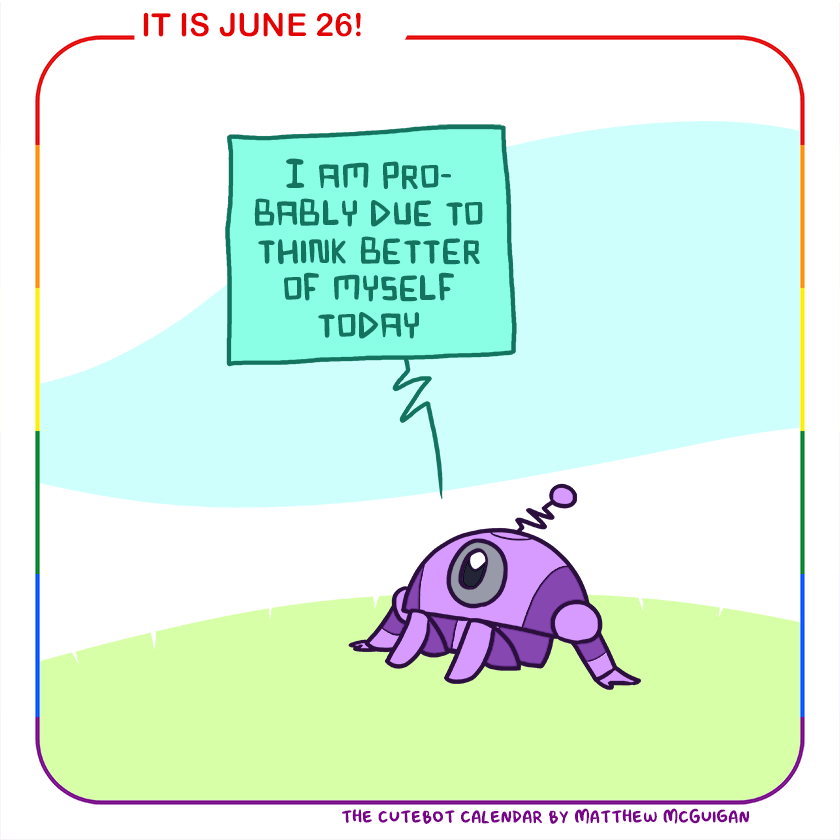 IT IS JUNE 26!
I AM PRO-
BABLY DUE TO
THINK BETTER
OF MYSELF
TODAY
THE CUTEBOT CALENDAR BY MATTHEW MCGUIGAN